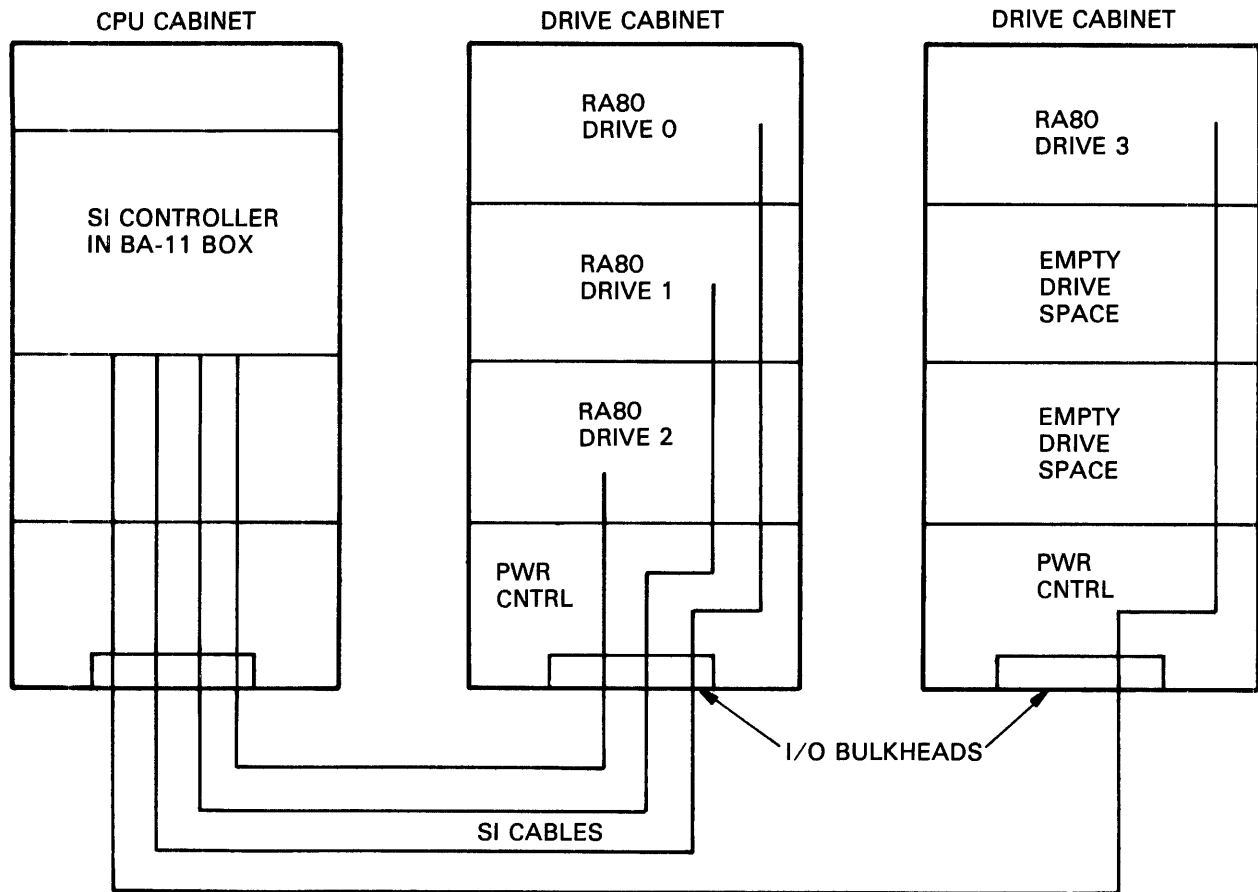 CPU CABINET
DRIVE CABINET
DRIVE CABINET
SI CONTROLLER
IN BA-11 BOX
RA80
DRIVE 0
RA80
DRIVE 1
RA80
DRIVE 2
PWR
CNTRL
RA80
DRIVE 3
EMPTY
DRIVE
SPACE
EMPTY
DRIVE
SPACE
PWR
CNTRL
I/O BULKHEADS
SI CABLES